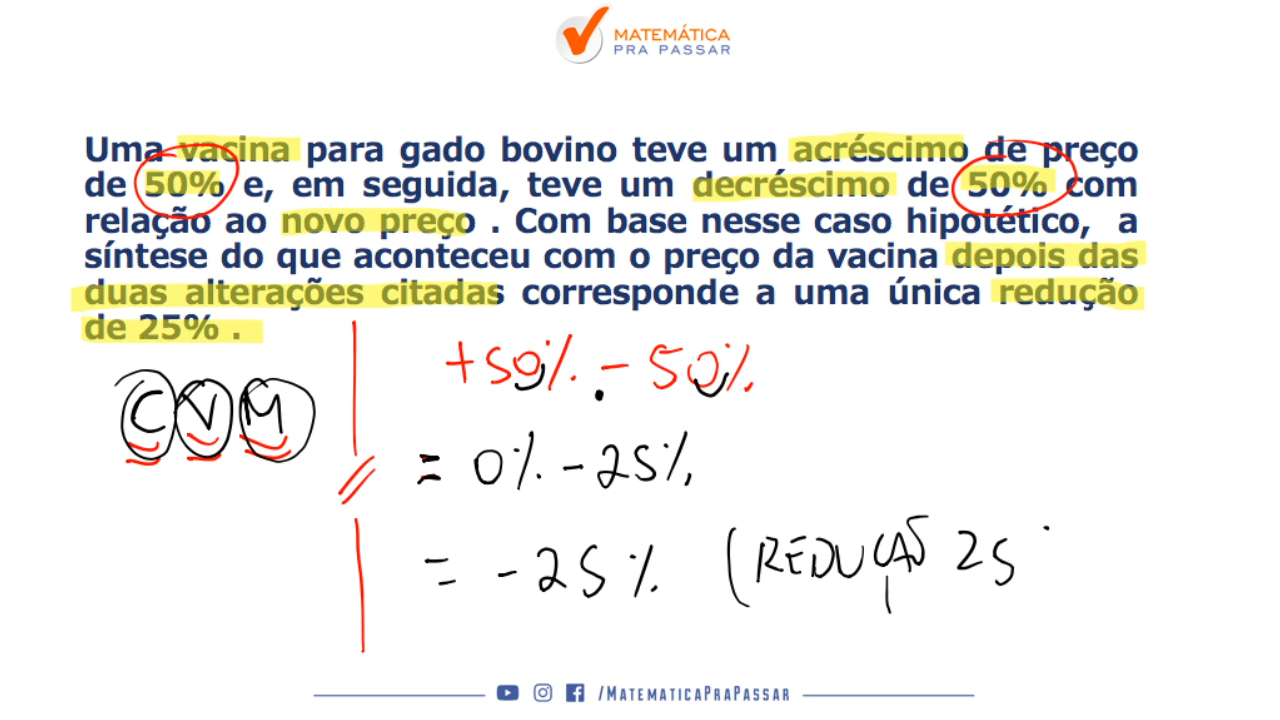 MATEMÁTICA
PRA PASSAR
Uma vacina para gado bovino teve um acréscimo de preço
de 50% e, em seguida, teve um decréscimo de 50% com
relação ao novo preço . Com base nesse caso hipotético, a
síntese do que aconteceu com o preço da vacina depois das
duas alterações citadas corresponde a uma única redução
de 25% .
C V M
+50% - 50%
= 0% - 25%
= - 25% (REDUÇÃO 25
/MATEMATICAPRAPASSAR